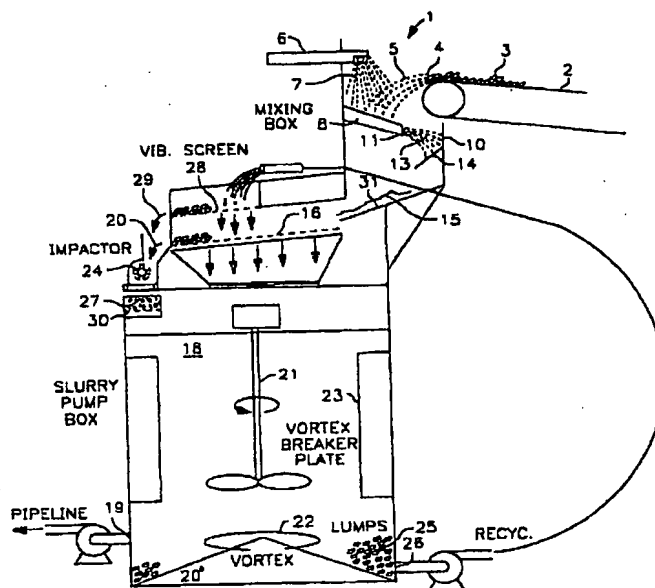 1
6
5
4
3
2
7
MIXING
BOX
8
10
11
13
14
VIB. SCREEN
28
29
31
15
16
20
IMPACTOR
24
27
30
18
21
23
SLURRY
PUMP
BOX
VORTEX
BREAKER
PLATE
PIPELINE
19
22
LUMPS
25
RECYC.
26
VORTEX
20°